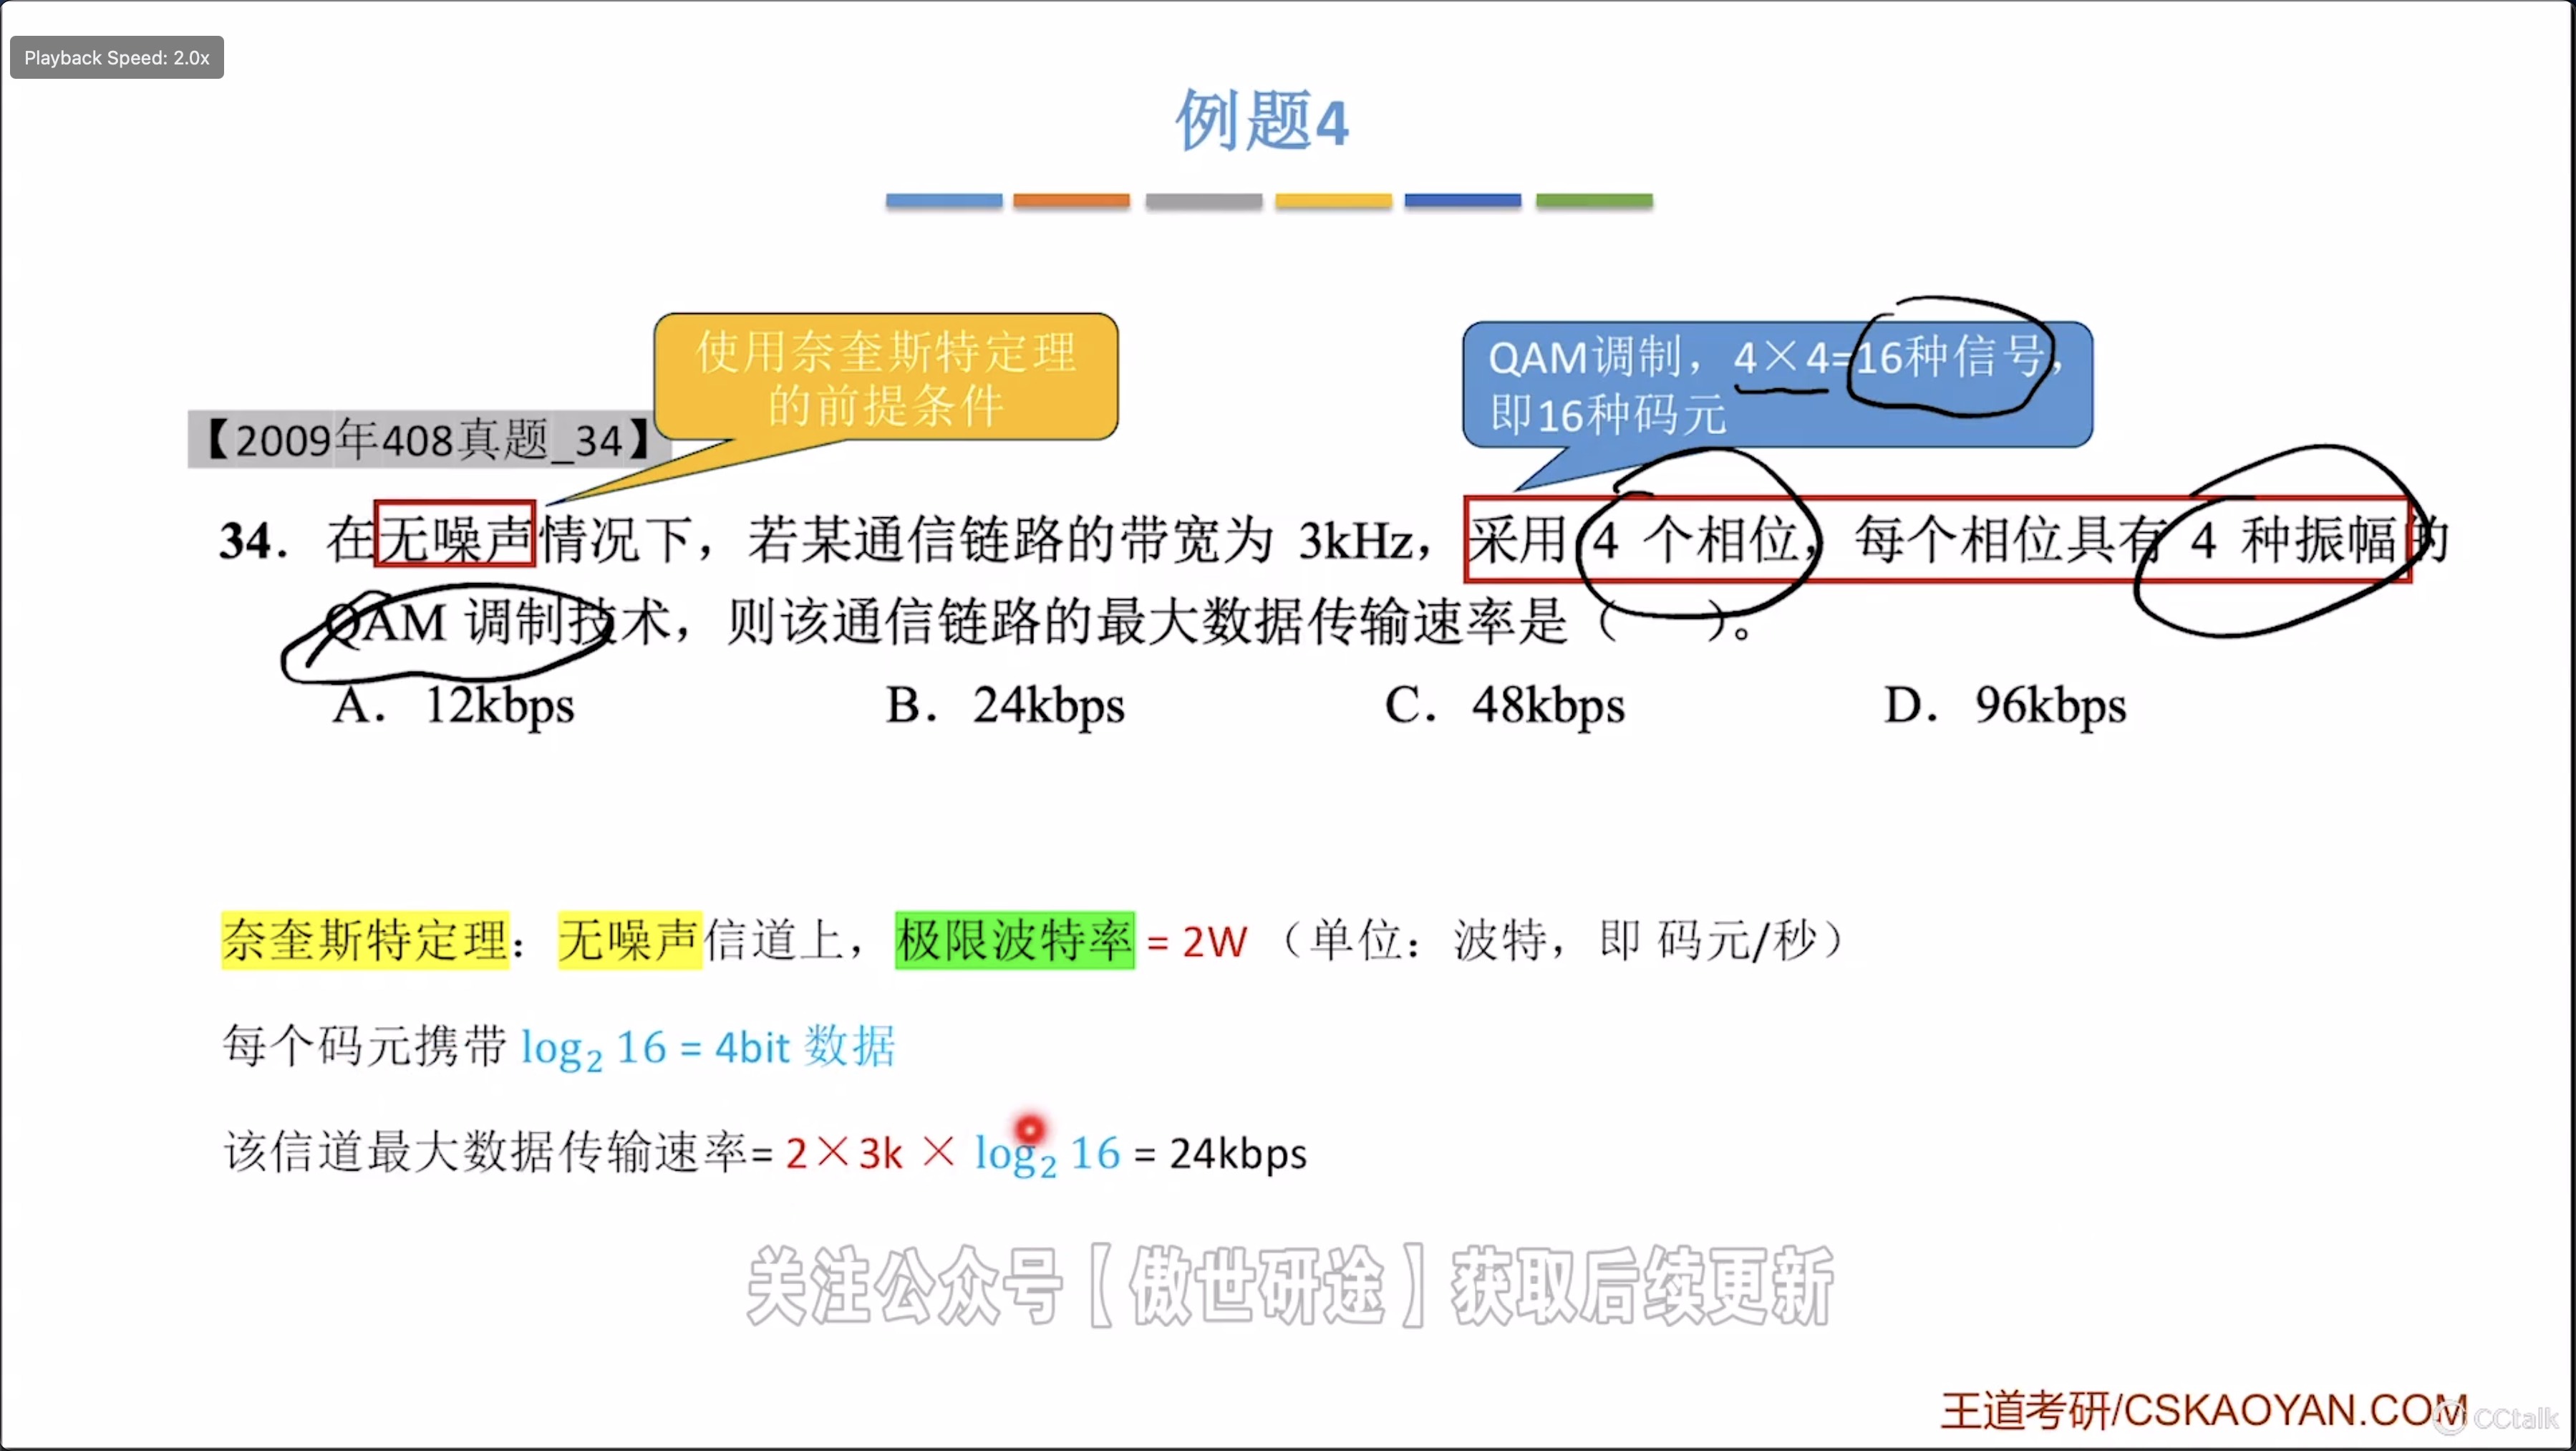 Playback Speed: 2.0x
例题4
使用奈奎斯特定理
的前提条件
QAM调制，4×4=16种信号，
即16种码元
【2009年408真题_34】
34． 在无噪声情况下，若某通信链路的带宽为 3kHz，采用 4 个相位，每个相位具有 4 种振幅的
QAM 调制技术，则该通信链路的最大数据传输速率是（ ）。
A． 12kbps B． 24kbps C． 48kbps D． 96kbps
奈奎斯特定理：无噪声信道上，极限波特率 = 2W （单位：波特，即 码元/秒）
每个码元携带 log₂ 16 = 4bit 数据
该信道最大数据传输速率= 2×3k × log₂ 16 = 24kbps
关注公众号【傲世研途】获取后续更新
王道考研/CSKAOYAN.COM
CCtalk